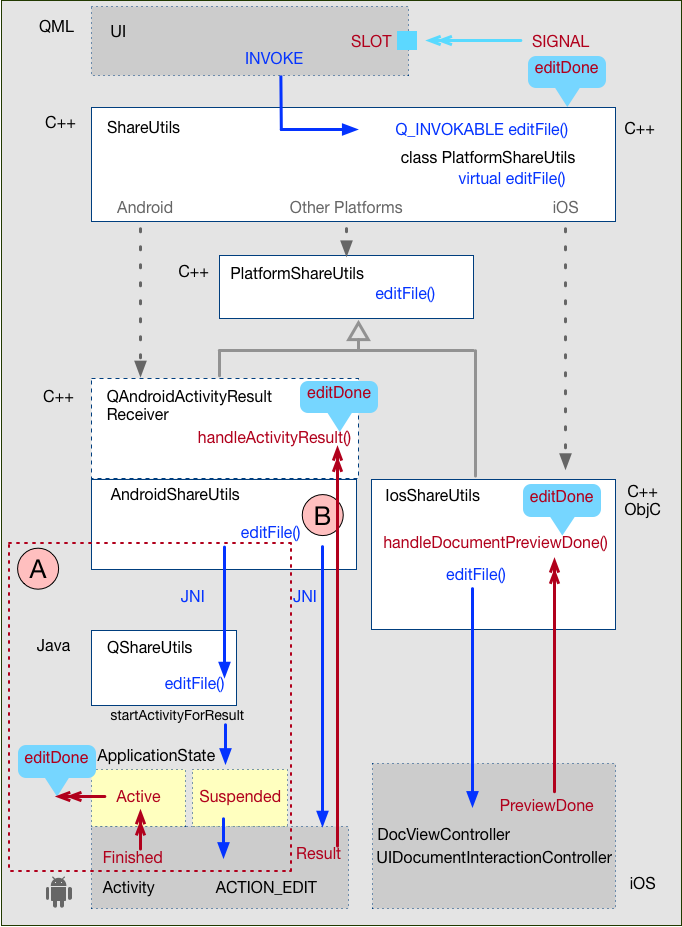 QML
UI
SLOT
SIGNAL
INVOKE
editDone
C++
ShareUtils
Q_INVOKABLE editFile()
C++
class PlatformShareUtils
virtual editFile()
Android
Other Platforms
iOS
C++
PlatformShareUtils
editFile()
C++
QAndroidActivityResult
Receiver
editDone
handleActivityResult()
AndroidShareUtils
B
editFile()
IosShareUtils
editDone
C++
ObjC
handleDocumentPreviewDone()
editFile()
A
JNI
JNI
Java
QShareUtils
editFile()
startActivityForResult
editDone
ApplicationState
Active
Suspended
PreviewDone
Finished
Result
DocViewController
UIDocumentInteractionController
Activity
ACTION_EDIT
iOS